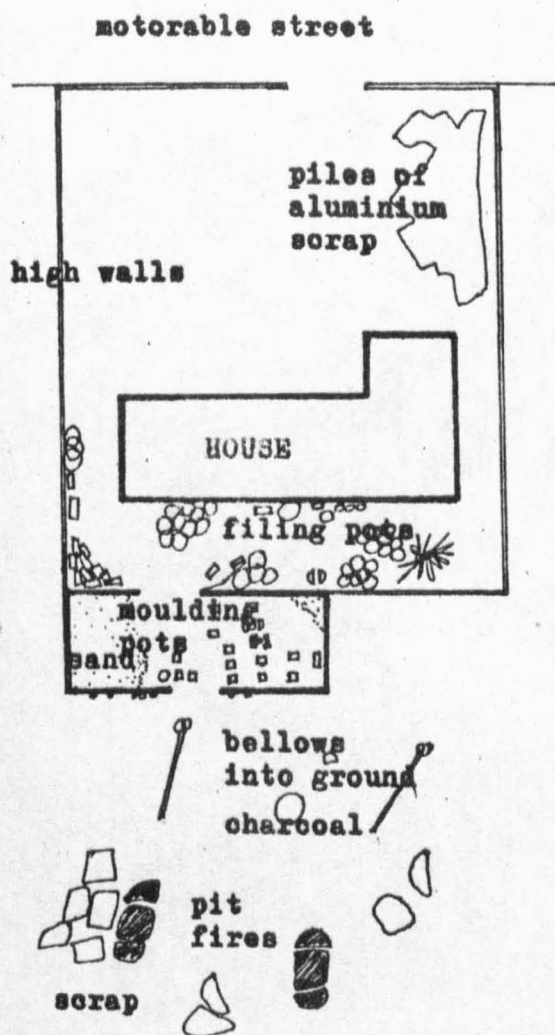 motorable street
piles of
aluminium
scrap
high walls
HOUSE
filing pots
moulding
pots
sand
bellows
into ground
charcoal
pit
fires
scrap